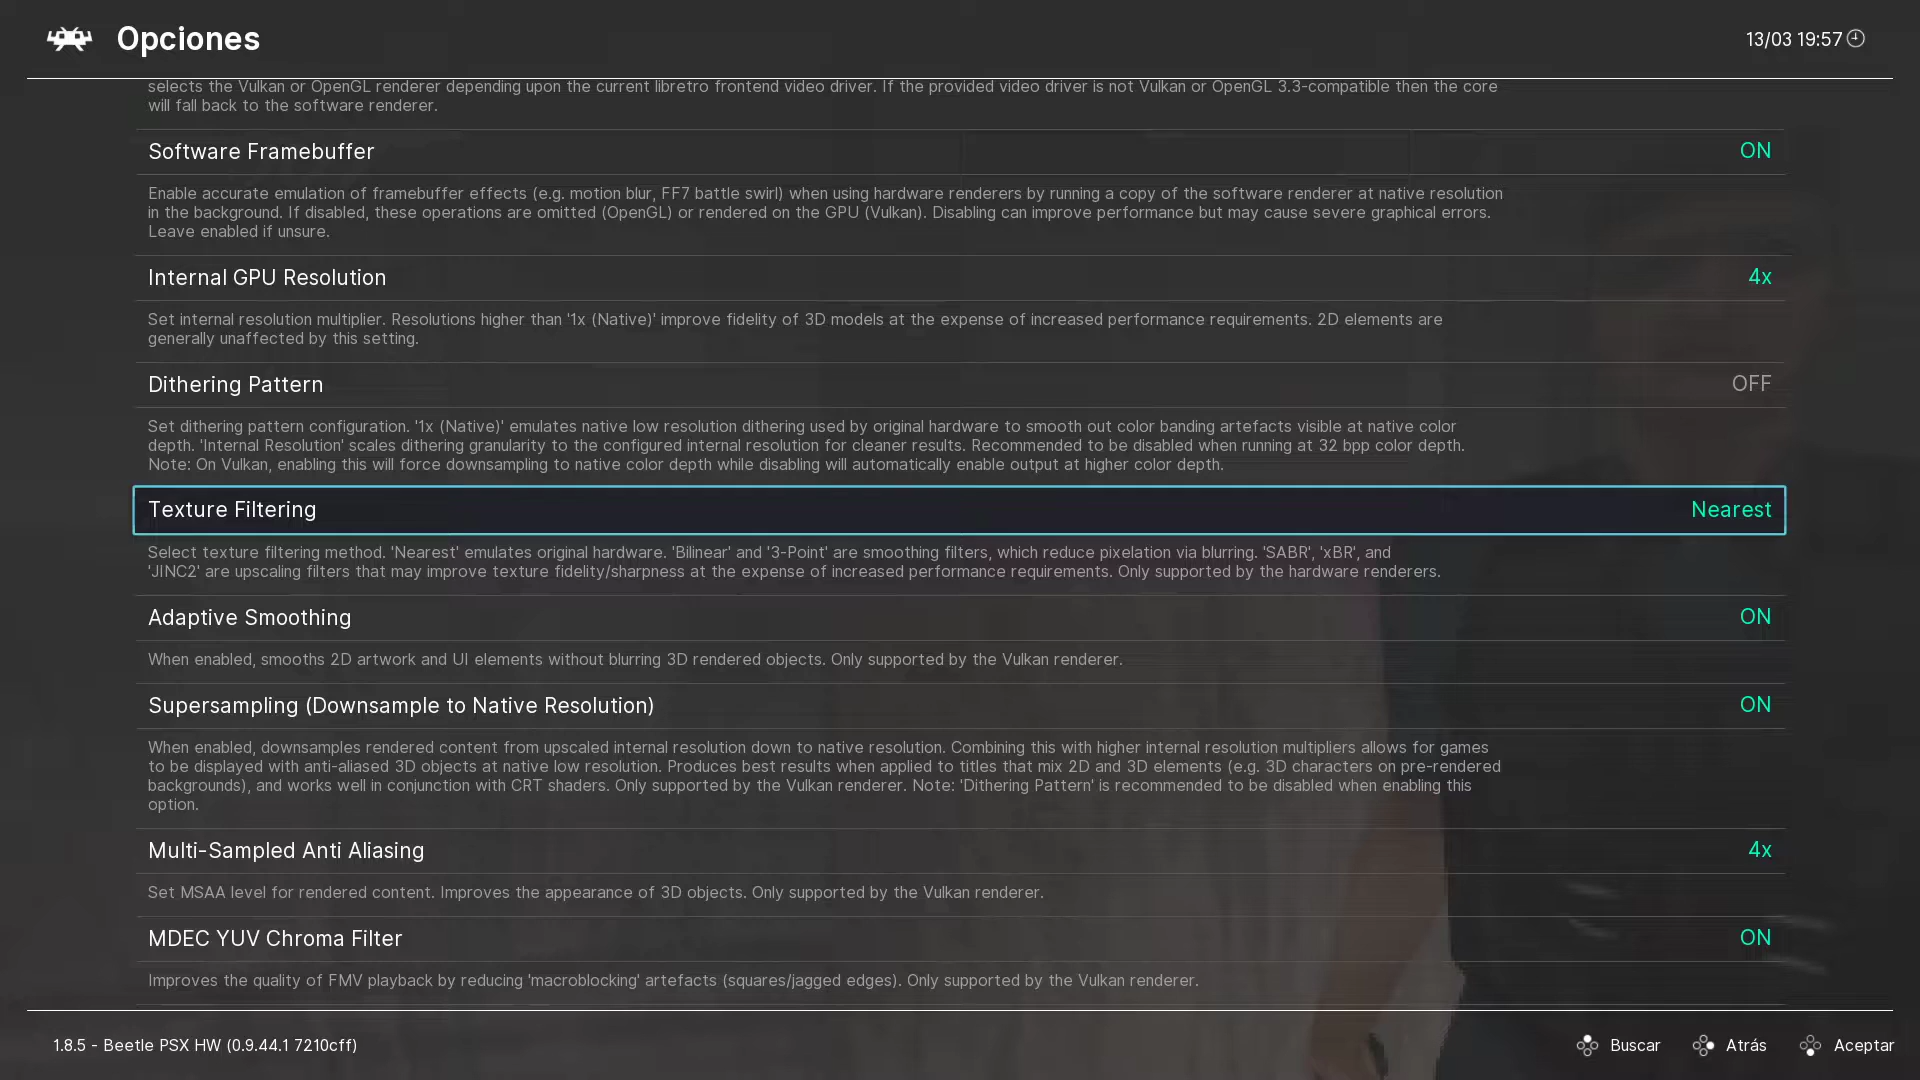 Opciones
13/03 19:57
selects the Vulkan or OpenGL renderer depending upon the current libretro frontend video driver. If the provided video driver is not Vulkan or OpenGL 3.3-compatible then the core
will fall back to the software renderer.
Software Framebuffer
ON
Enable accurate emulation of framebuffer effects (e.g. motion blur, FF7 battle swirl) when using hardware renderers by running a copy of the software renderer at native resolution
in the background. If disabled, these operations are omitted (OpenGL) or rendered on the GPU (Vulkan). Disabling can improve performance but may cause severe graphical errors.
Leave enabled if unsure.
Internal GPU Resolution
4x
Set internal resolution multiplier. Resolutions higher than '1x (Native)' improve fidelity of 3D models at the expense of increased performance requirements. 2D elements are
generally unaffected by this setting.
Dithering Pattern
OFF
Set dithering pattern configuration. '1x (Native)' emulates native low resolution dithering used by original hardware to smooth out color banding artefacts visible at native color
depth. 'Internal Resolution' scales dithering granularity to the configured internal resolution for cleaner results. Recommended to be disabled when running at 32 bpp color depth.
Note: On Vulkan, enabling this will force downsampling to native color depth while disabling will automatically enable output at higher color depth.
Texture Filtering
Nearest
Select texture filtering method. 'Nearest' emulates original hardware. 'Bilinear' and '3-Point' are smoothing filters, which reduce pixelation via blurring. 'SABR', 'xBR', and
'JINC2' are upscaling filters that may improve texture fidelity/sharpness at the expense of increased performance requirements. Only supported by the hardware renderers.
Adaptive Smoothing
ON
When enabled, smooths 2D artwork and UI elements without blurring 3D rendered objects. Only supported by the Vulkan renderer.
Supersampling (Downsample to Native Resolution)
ON
When enabled, downsamples rendered content from upscaled internal resolution down to native resolution. Combining this with higher internal resolution multipliers allows for games
to be displayed with anti-aliased 3D objects at native low resolution. Produces best results when applied to titles that mix 2D and 3D elements (e.g. 3D characters on pre-rendered
backgrounds), and works well in conjunction with CRT shaders. Only supported by the Vulkan renderer. Note: 'Dithering Pattern' is recommended to be disabled when enabling this
option.
Multi-Sampled Anti Aliasing
4x
Set MSAA level for rendered content. Improves the appearance of 3D objects. Only supported by the Vulkan renderer.
MDEC YUV Chroma Filter
ON
Improves the quality of FMV playback by reducing 'macroblocking' artefacts (squares/jagged edges). Only supported by the Vulkan renderer.
1.8.5 - Beetle PSX HW (0.9.44.1 7210cff)
Buscar
Atrás
Aceptar